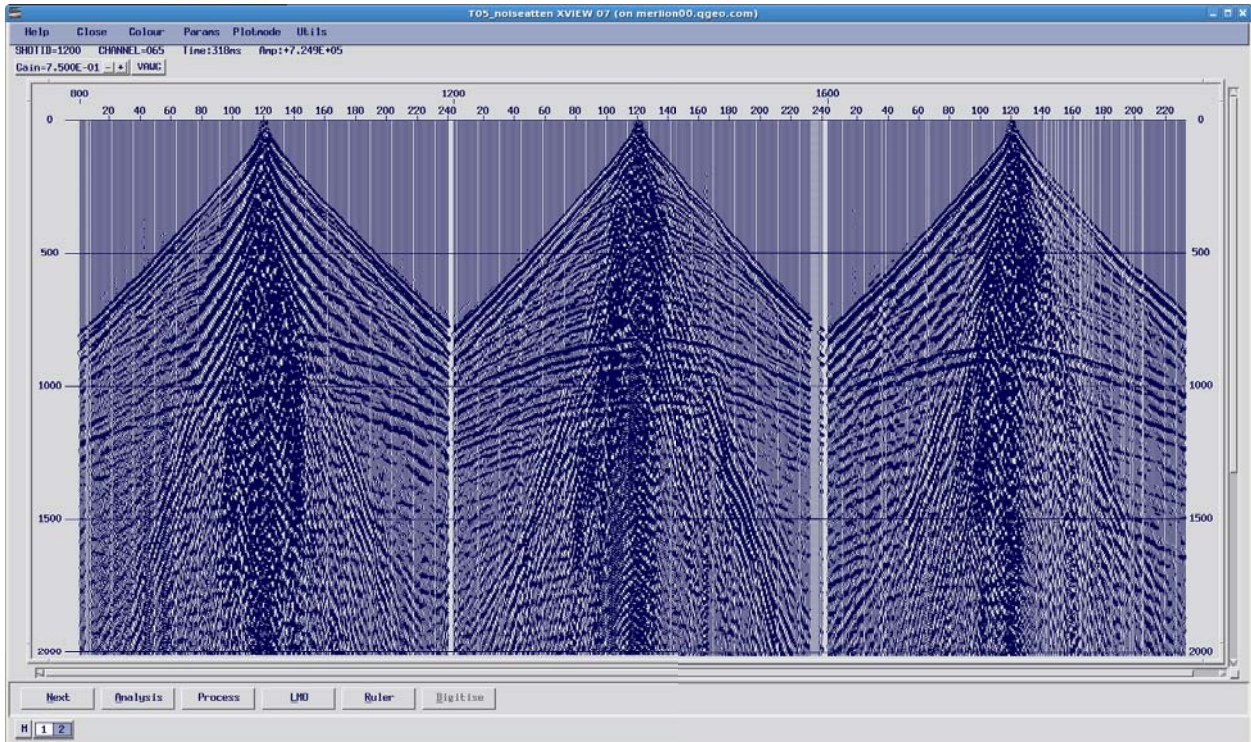 T05_noiseatten XVIEW 07 (on merlion00.qgeo.com)
Help Close Colour Params Plotmode Utils
SHOTID=1200 CHANNEL=065 Time:318ms Amp:+7.249E+05
Gain=7.500E-01 - + VAUC
800 1200 1600
20 40 60 80 100 120 140 160 180 200 220 240 20 40 60 80 100 120 140 160 180 200 220 240 20 40 60 80 100 120 140 160 180 200 220
0 0
500 500
1000 1000
1500 1500
2000 2000
Next Analysis Process LMO Ruler Digitise
M 1 2